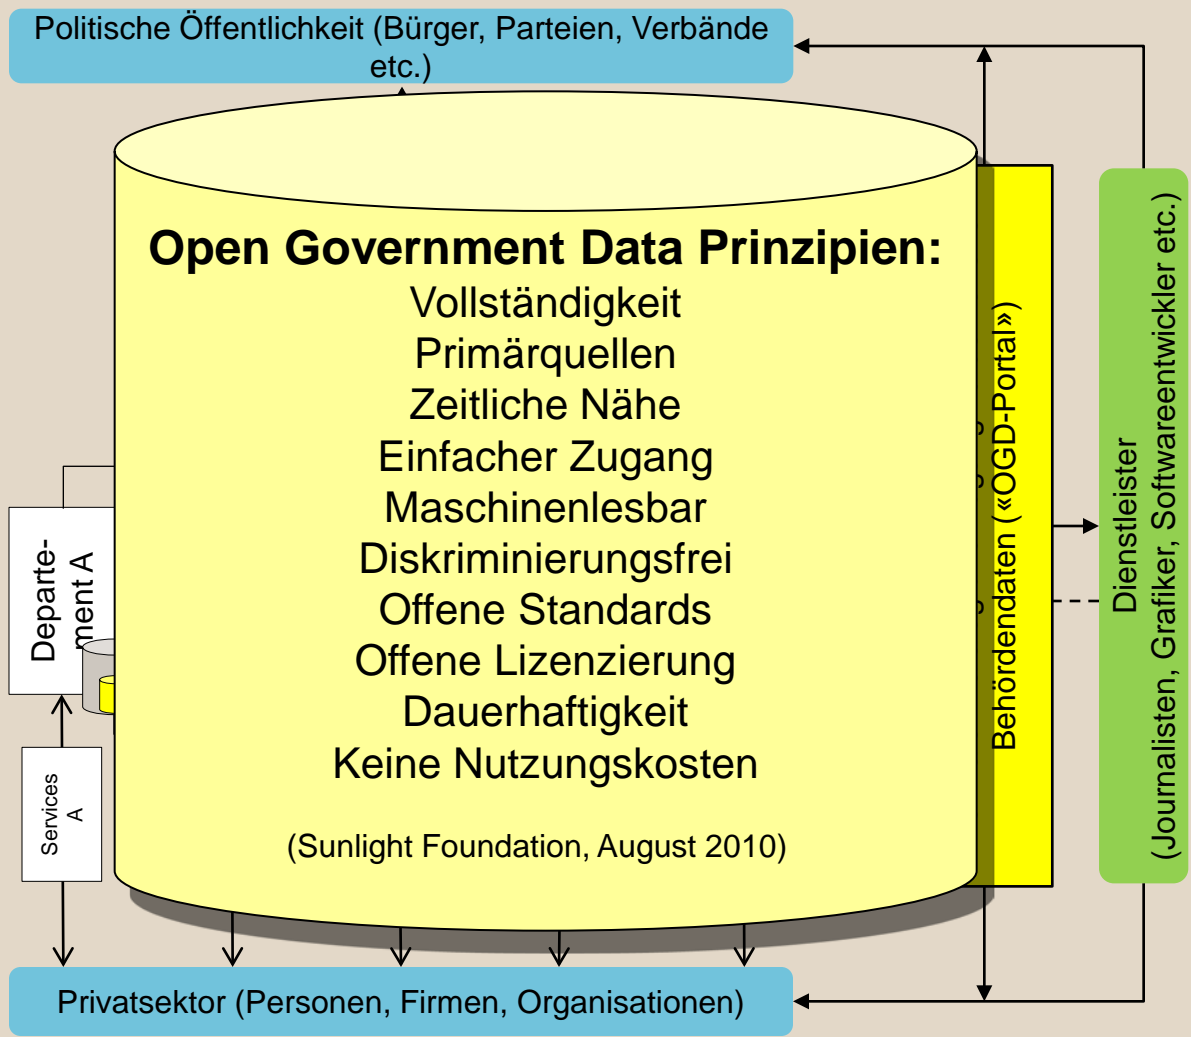 Politische Öffentlichkeit (Bürger, Parteien, Verbände
etc.)
Open Government Data Prinzipien:
Vollständigkeit
Primärquellen
Zeitliche Nähe
Einfacher Zugang
Maschinenlesbar
Diskriminierungsfrei
Offene Standards
Offene Lizenzierung
Dauerhaftigkeit
Keine Nutzungskosten
(Sunlight Foundation, August 2010)
Departe-
ment A
Services
A
Behördendaten («OGD-Portal»)
Dienstleister
(Journalisten, Grafiker, Softwareentwickler etc.)
Privatsektor (Personen, Firmen, Organisationen)